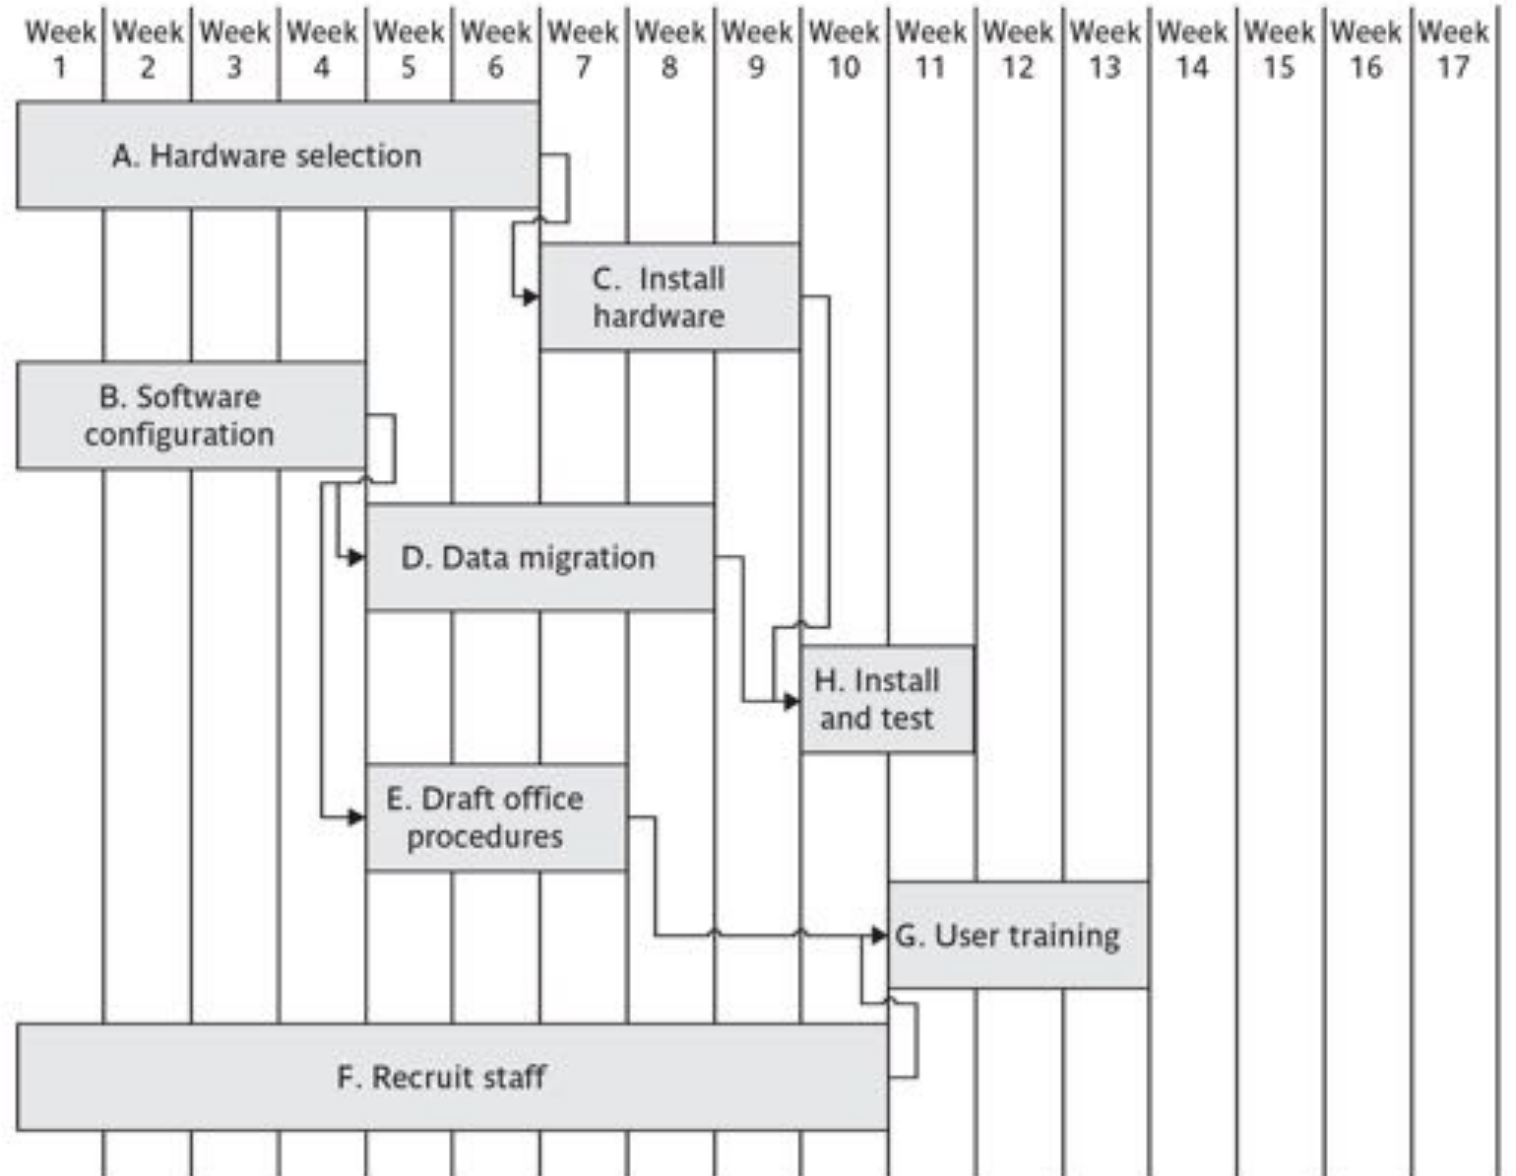 Week Week Week Week Week Week Week Week Week Week Week Week Week Week Week Week Week
1 2 3 4 5 6 7 8 9 10 11 12 13 14 15 16 17
A. Hardware selection
C. Install
hardware
B. Software
configuration
D. Data migration
H. Install
and test
E. Draft office
procedures
G. User training
F. Recruit staff